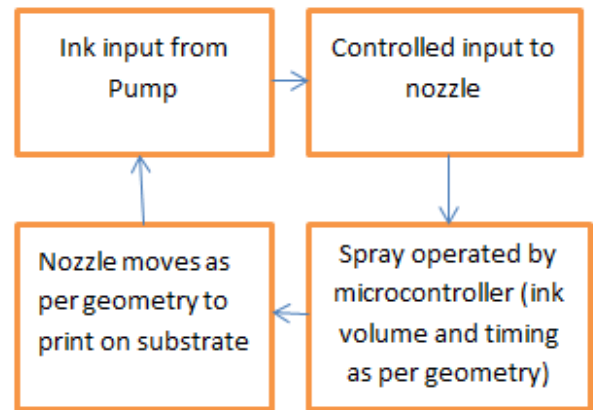 Ink input from
Pump
Controlled input to
nozzle
Spray operated by
microcontroller (ink
volume and timing
as per geometry)
Nozzle moves as
per geometry to
print on substrate